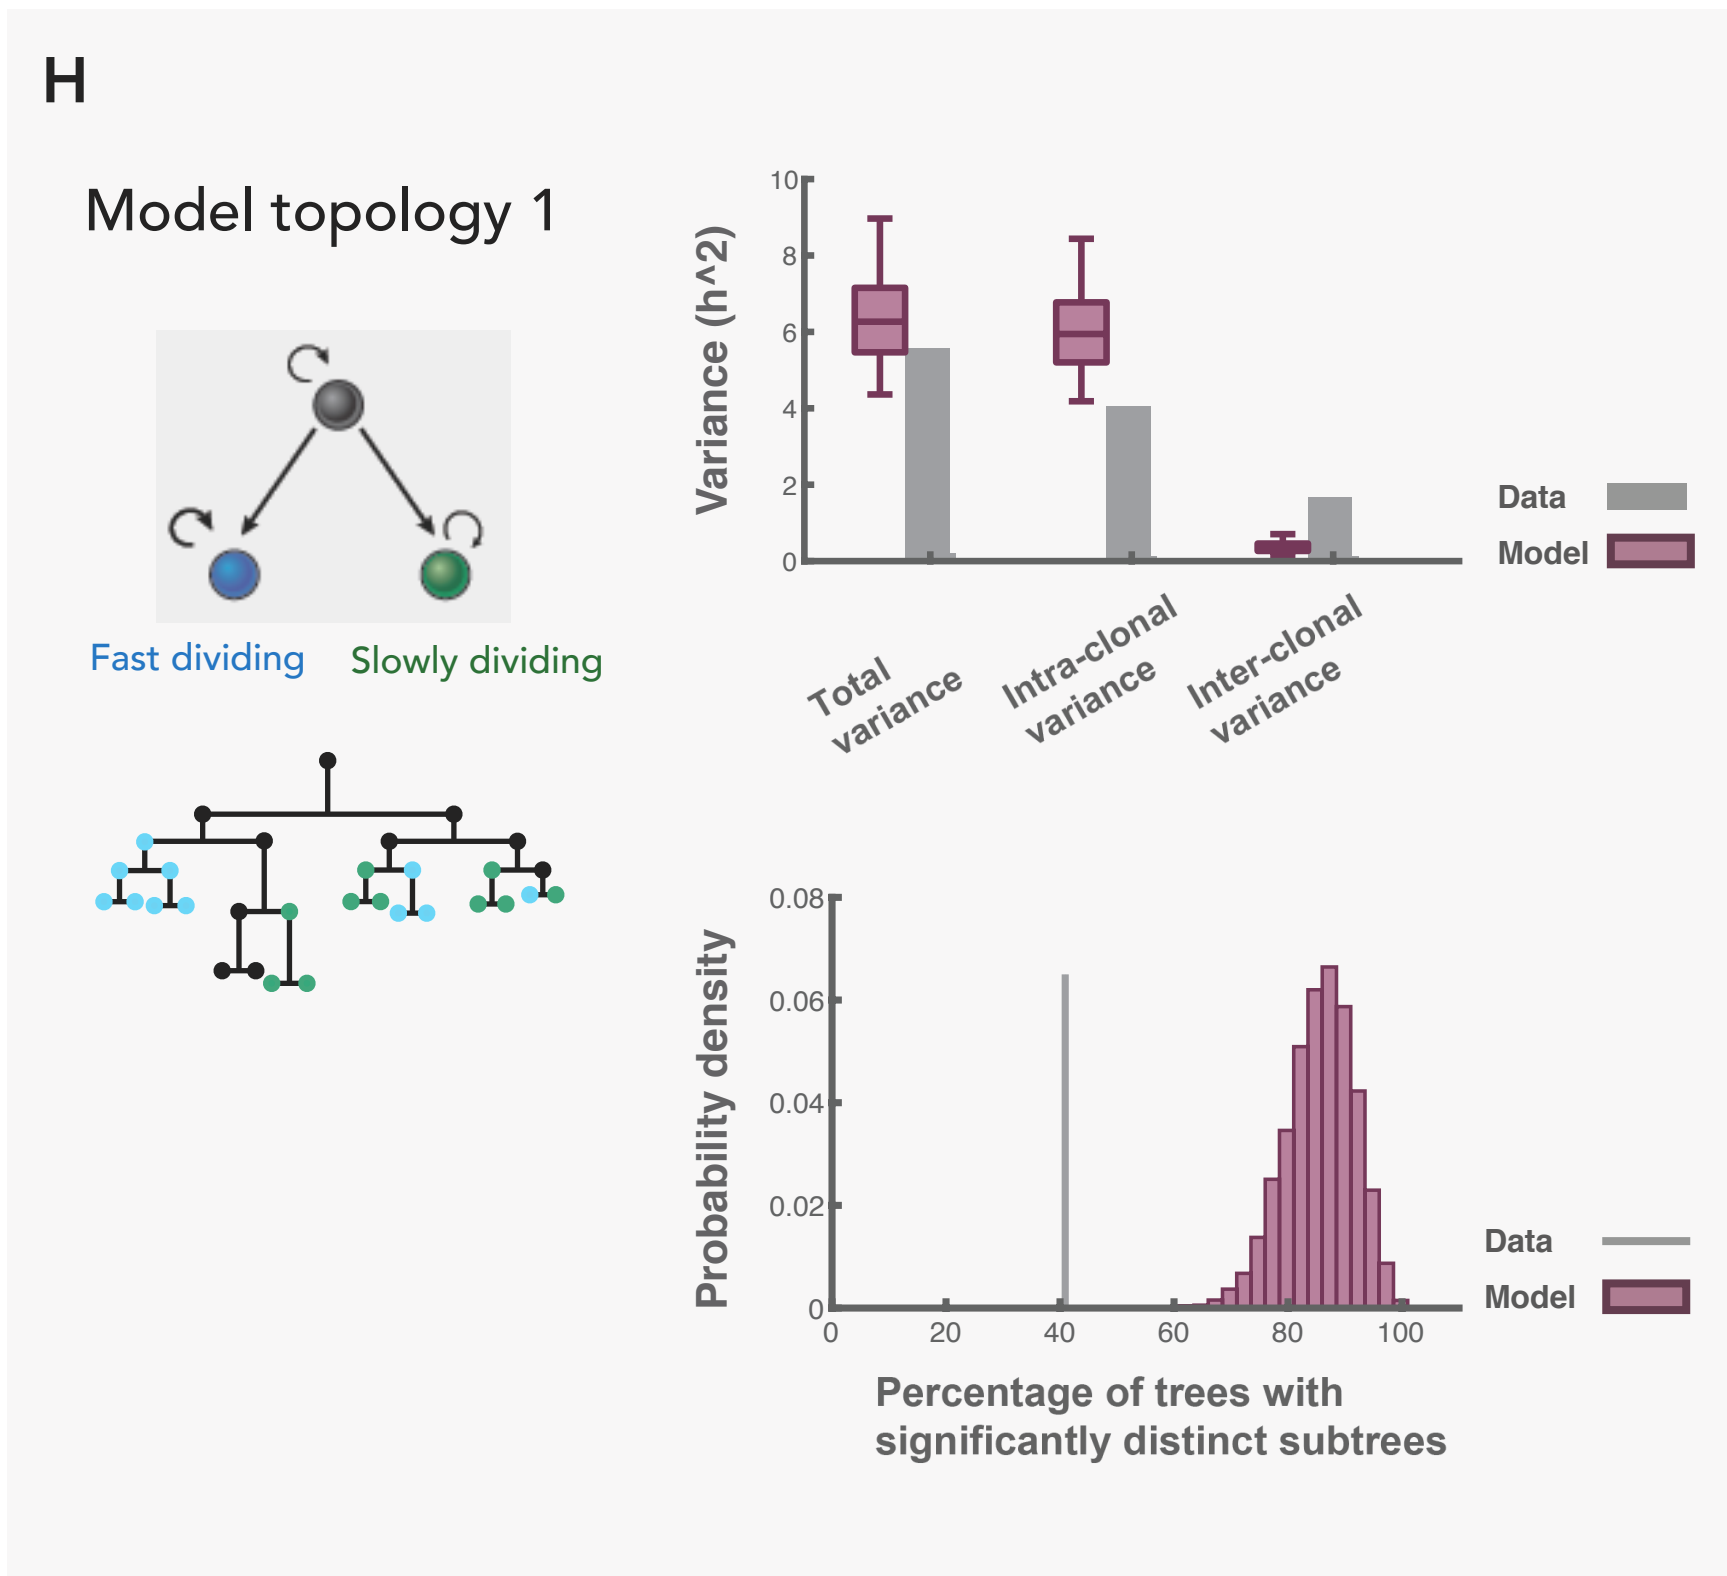 H
Model topology 1
Fast dividing
Slowly dividing
Variance (h^2)
10
8
6
4
2
0
Total
variance
Intra-clonal
variance
Inter-clonal
variance
Data
Model
Probability density
0.08
0.06
0.04
0.02
0
0
20
40
60
80
100
Percentage of trees with
significantly distinct subtrees
Data
Model